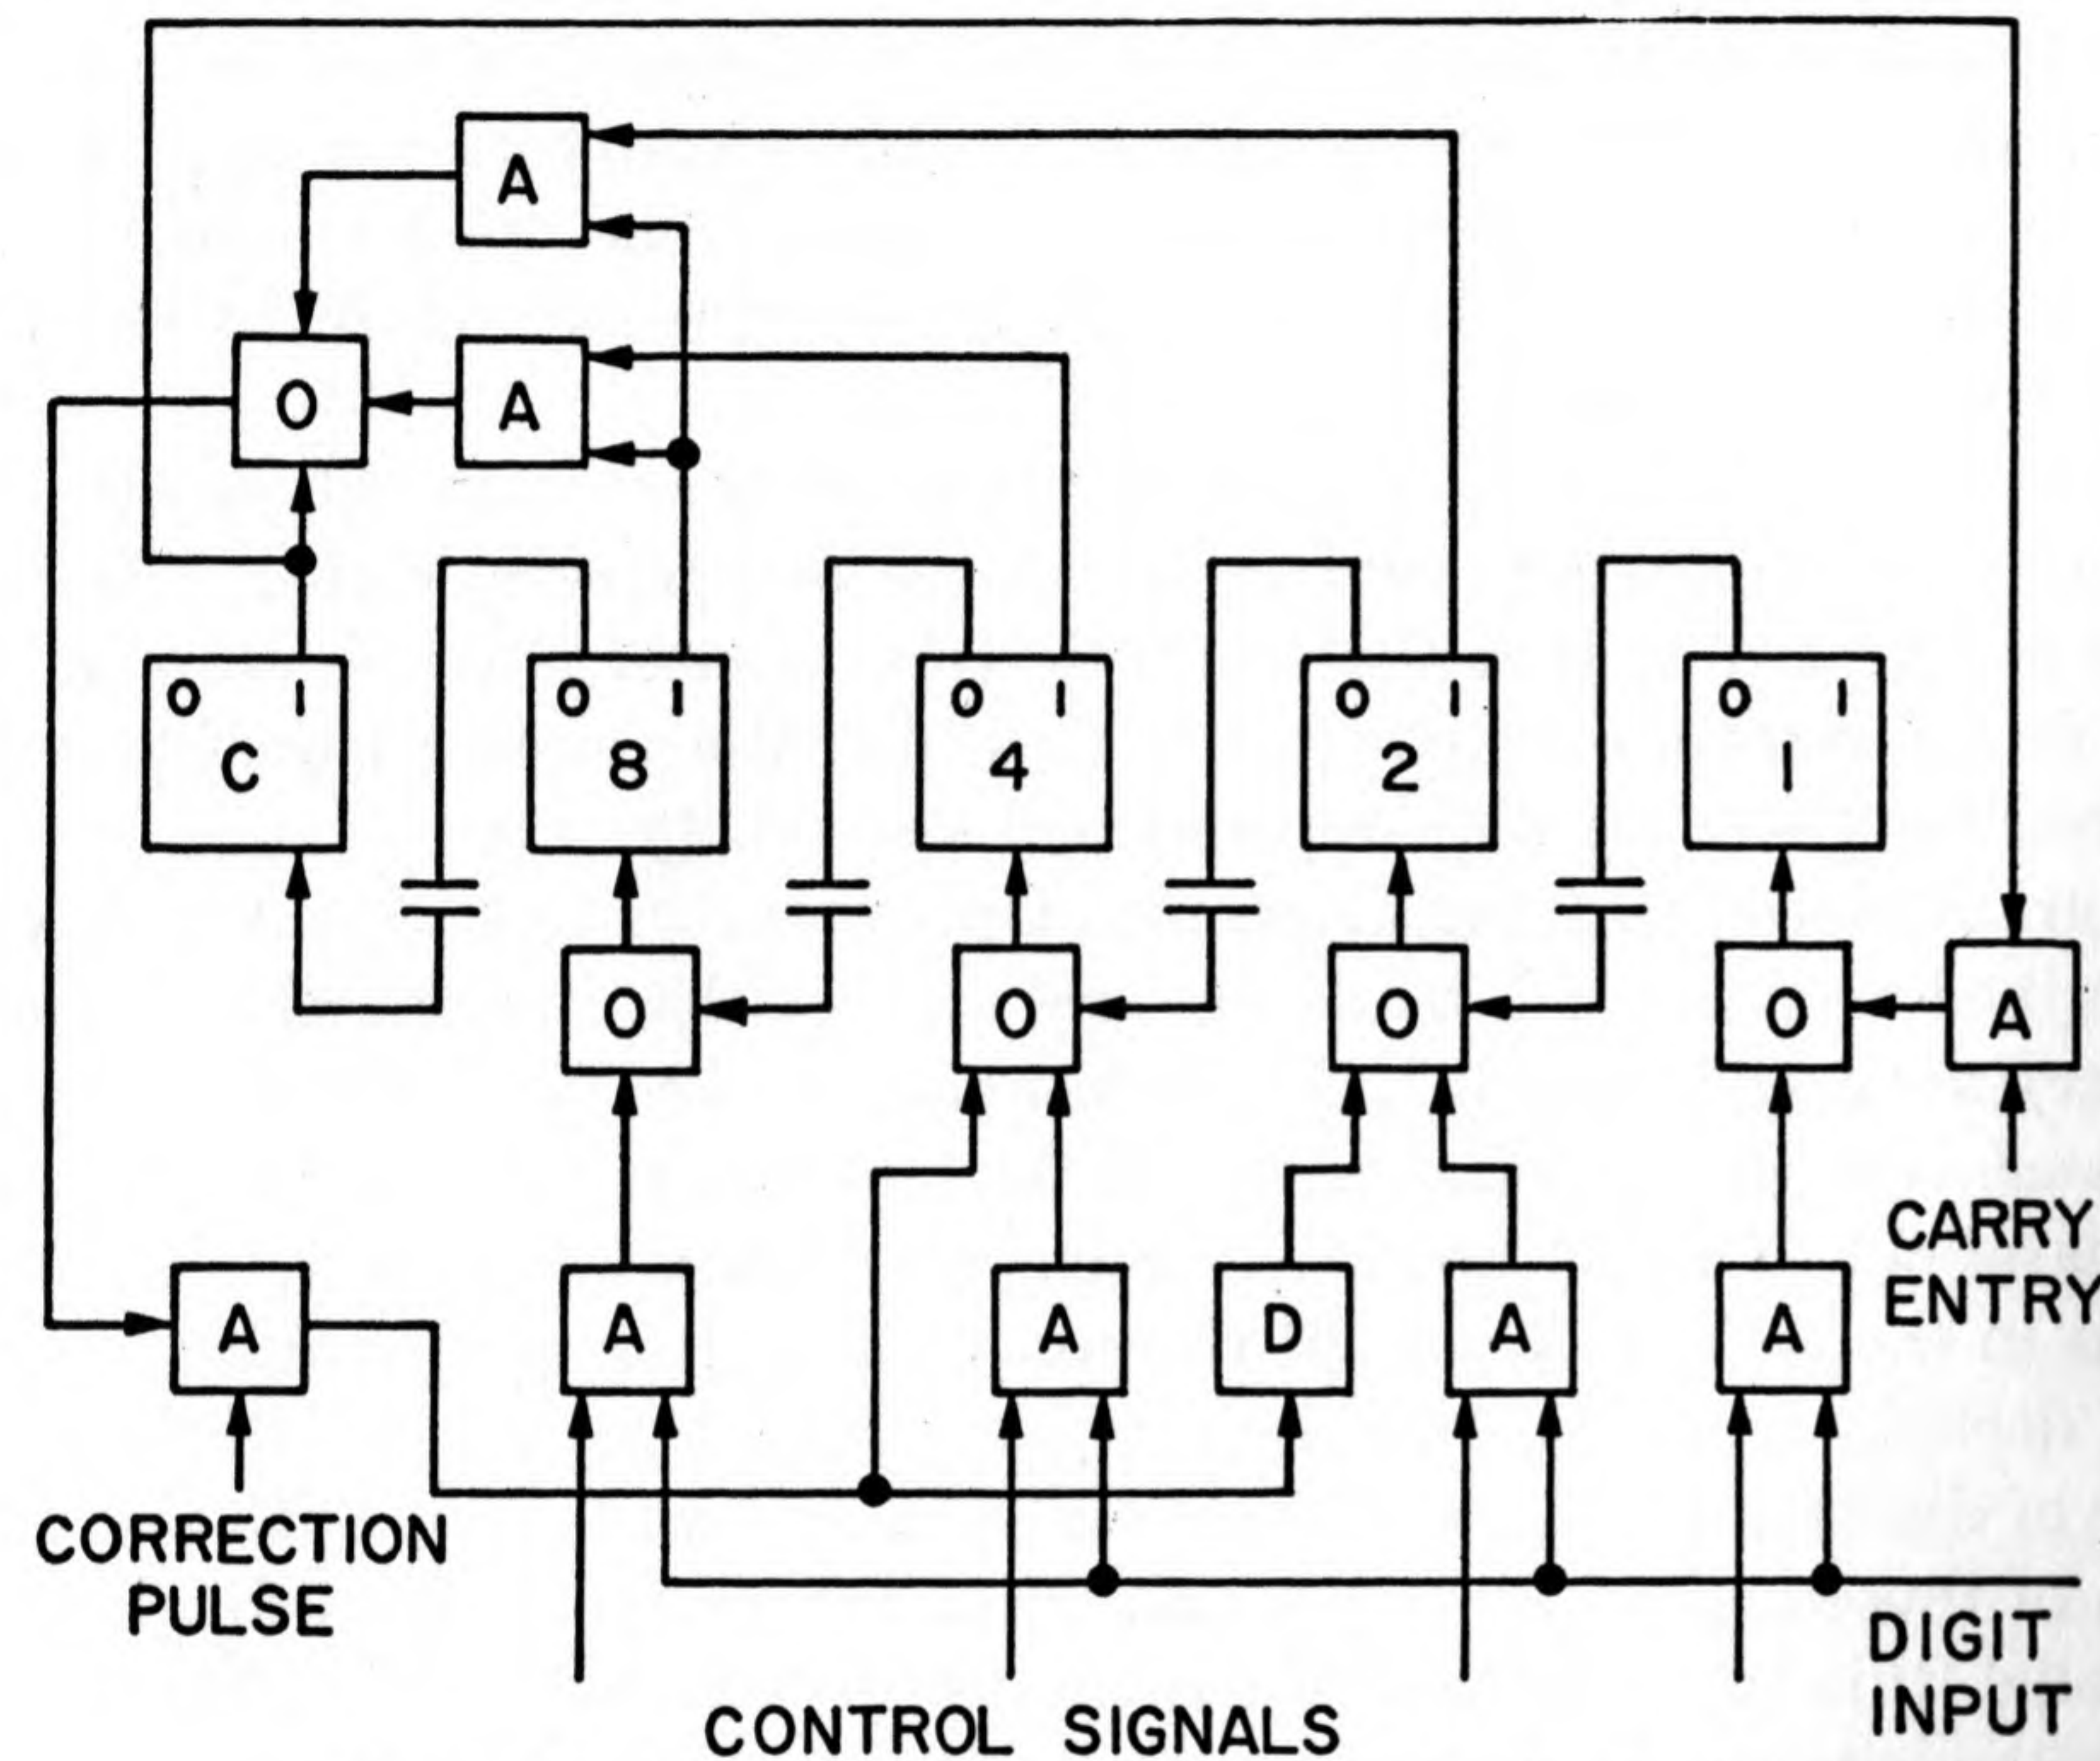 A
O
A
0 1
C
0 1
8
0 1
4
0 1
2
0 1
1
O
O
O
O
A
A
A
A
D
A
A
CARRY
ENTRY
CORRECTION
PULSE
CONTROL SIGNALS
DIGIT
INPUT